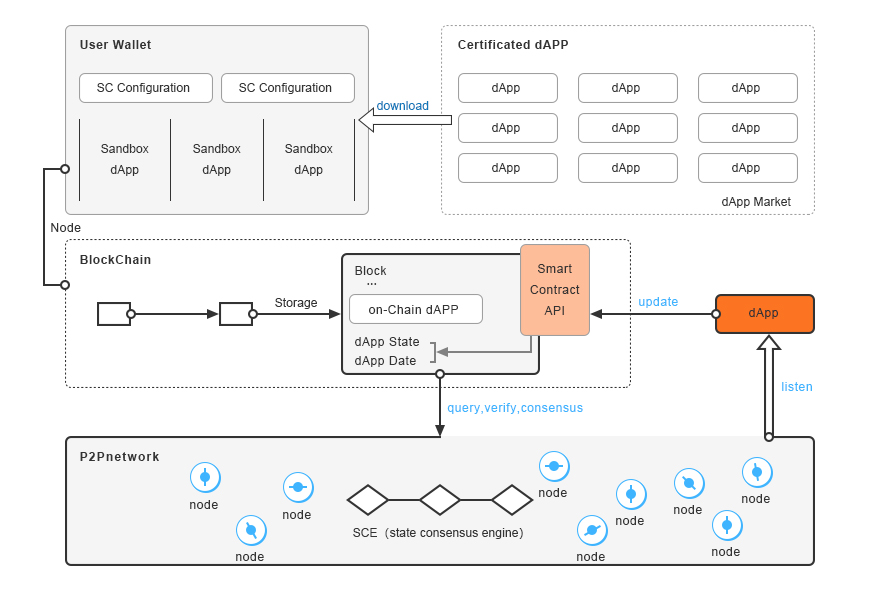 User Wallet
SC Configuration
SC Configuration
Sandbox
dApp
Sandbox
dApp
Sandbox
dApp
download
Certificated dAPP
dApp
dApp
dApp
dApp
dApp
dApp
dApp
dApp
dApp
dApp Market
Node
BlockChain
Storage
Block
...
on-Chain dAPP
dApp State
dApp Date
Smart
Contract
API
update
dApp
listen
query,verify,consensus
P2Pnetwork
node
node
node
SCE（state consensus engine）
node
node
node
node
node
node